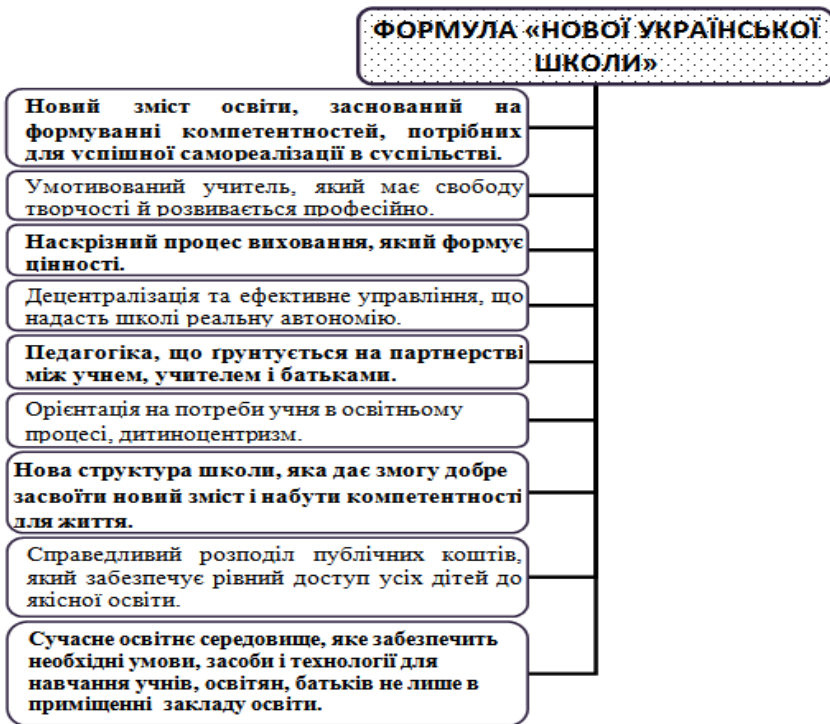 ФОРМУЛА «НОВОЇ УКРАЇНСЬКОЇ
ШКОЛИ»
Новий зміст освіти, заснований на
формуванні компетентностей, потрібних
для успішної самореалізації в суспільстві.
Умотивований учитель, який має свободу
творчості й розвивається професійно.
Наскрізний процес виховання, який формує
цінності.
Децентралізація та ефективне управління, що
надасть школі реальну автономію.
Педагогіка, що ґрунтується на партнерстві
між учнем, учителем і батьками.
Орієнтація на потреби учня в освітньому
процесі, дитиноцентризм.
Нова структура школи, яка дає змогу добре
засвоїти новий зміст і набути компетентності
для життя.
Справедливий розподіл публічних коштів,
який забезпечує рівний доступ усіх дітей до
якісної освіти.
Сучасне освітнє середовище, яке забезпечить
необхідні умови, засоби і технології для
навчання учнів, освітян, батьків не лише в
приміщенні закладу освіти.